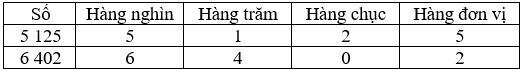 Số Hàng nghìn Hàng trăm Hàng chục Hàng đơn vị
5 125 5 1 2 5
6 402 6 4 0 2